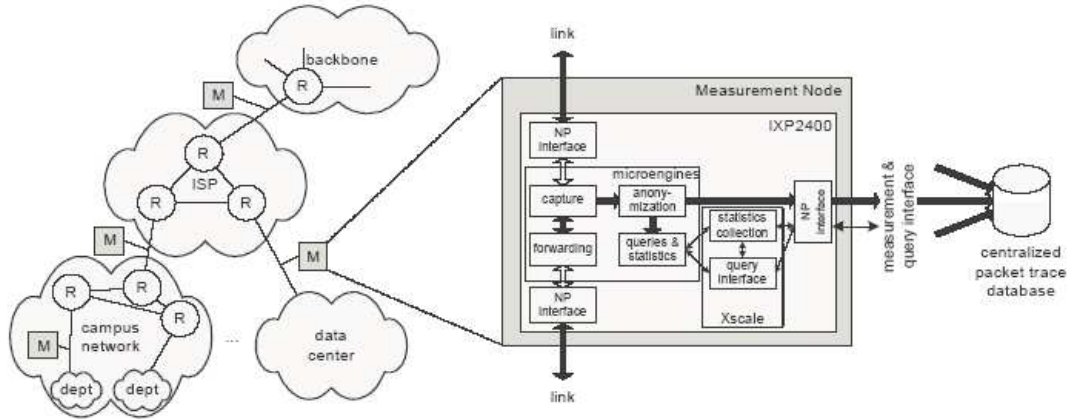 backbone
R
M
R
ISP
R
R
M
M
R
R
R
M
campus
network
dept
dept
...
data
center
link
Measurement Node
IXP2400
NP
interface
microengines
capture
anony-
mization
forwarding
queries &
statistics
statistics
collection
query
interface
Xscale
NP
interface
NP
interface
link
measurement &
query interface
centralized
packet trace
database